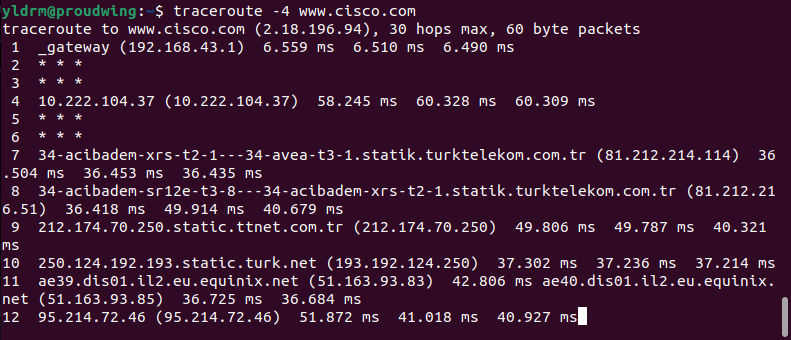 yldrm@proudwing:~$ traceroute -4 www.cisco.com
traceroute to www.cisco.com (2.18.196.94), 30 hops max, 60 byte packets
 1  _gateway (192.168.43.1)  6.559 ms  6.510 ms  6.490 ms
 2  * * *
 3  * * *
 4  10.222.104.37 (10.222.104.37)  58.245 ms  60.328 ms  60.309 ms
 5  * * *
 6  * * *
 7  34-acibadem-xrs-t2-1---34-avea-t3-1.statik.turktelekom.com.tr (81.212.214.114)  36
.504 ms  36.453 ms  36.435 ms
 8  34-acibadem-sr12e-t3-8---34-acibadem-xrs-t2-1.statik.turktelekom.com.tr (81.212.21
6.51)  36.418 ms  49.914 ms  40.679 ms
 9  212.174.70.250.static.ttnet.com.tr (212.174.70.250)  49.806 ms  49.787 ms  40.321
ms
10  250.124.192.193.static.turk.net (193.192.124.250)  37.302 ms  37.236 ms  37.214 ms
11  ae39.dis01.il2.eu.equinix.net (51.163.93.83)  42.806 ms ae40.dis01.il2.eu.equinix.
net (51.163.93.85)  36.725 ms  36.684 ms
12  95.214.72.46 (95.214.72.46)  51.872 ms  41.018 ms  40.927 ms